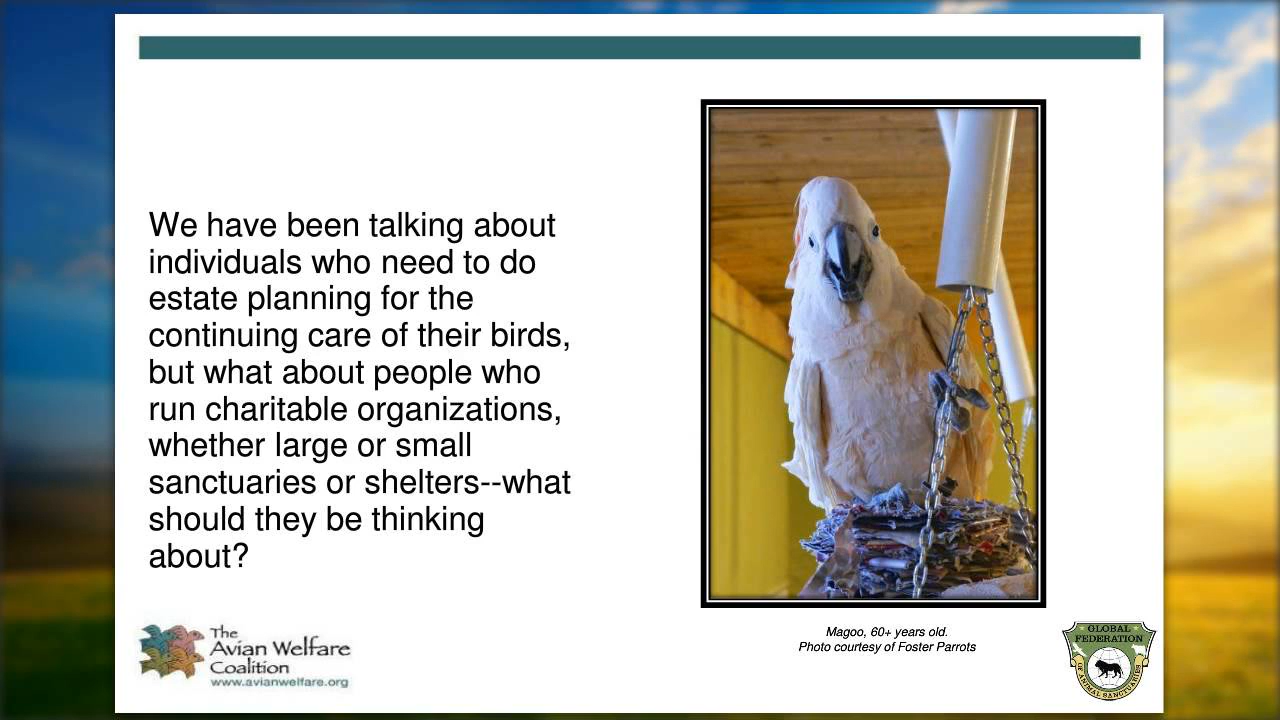 We have been talking about
individuals who need to do
estate planning for the
continuing care of their birds,
but what about people who
run charitable organizations,
whether large or small
sanctuaries or shelters--what
should they be thinking
about?
Magoo, 60+ years old.
Photo courtesy of Foster Parrots
The
Avian Welfare
Coalition
www.avianwelfare.org
GLOBAL
FEDERATION
OF ANIMAL SANCTUARIES